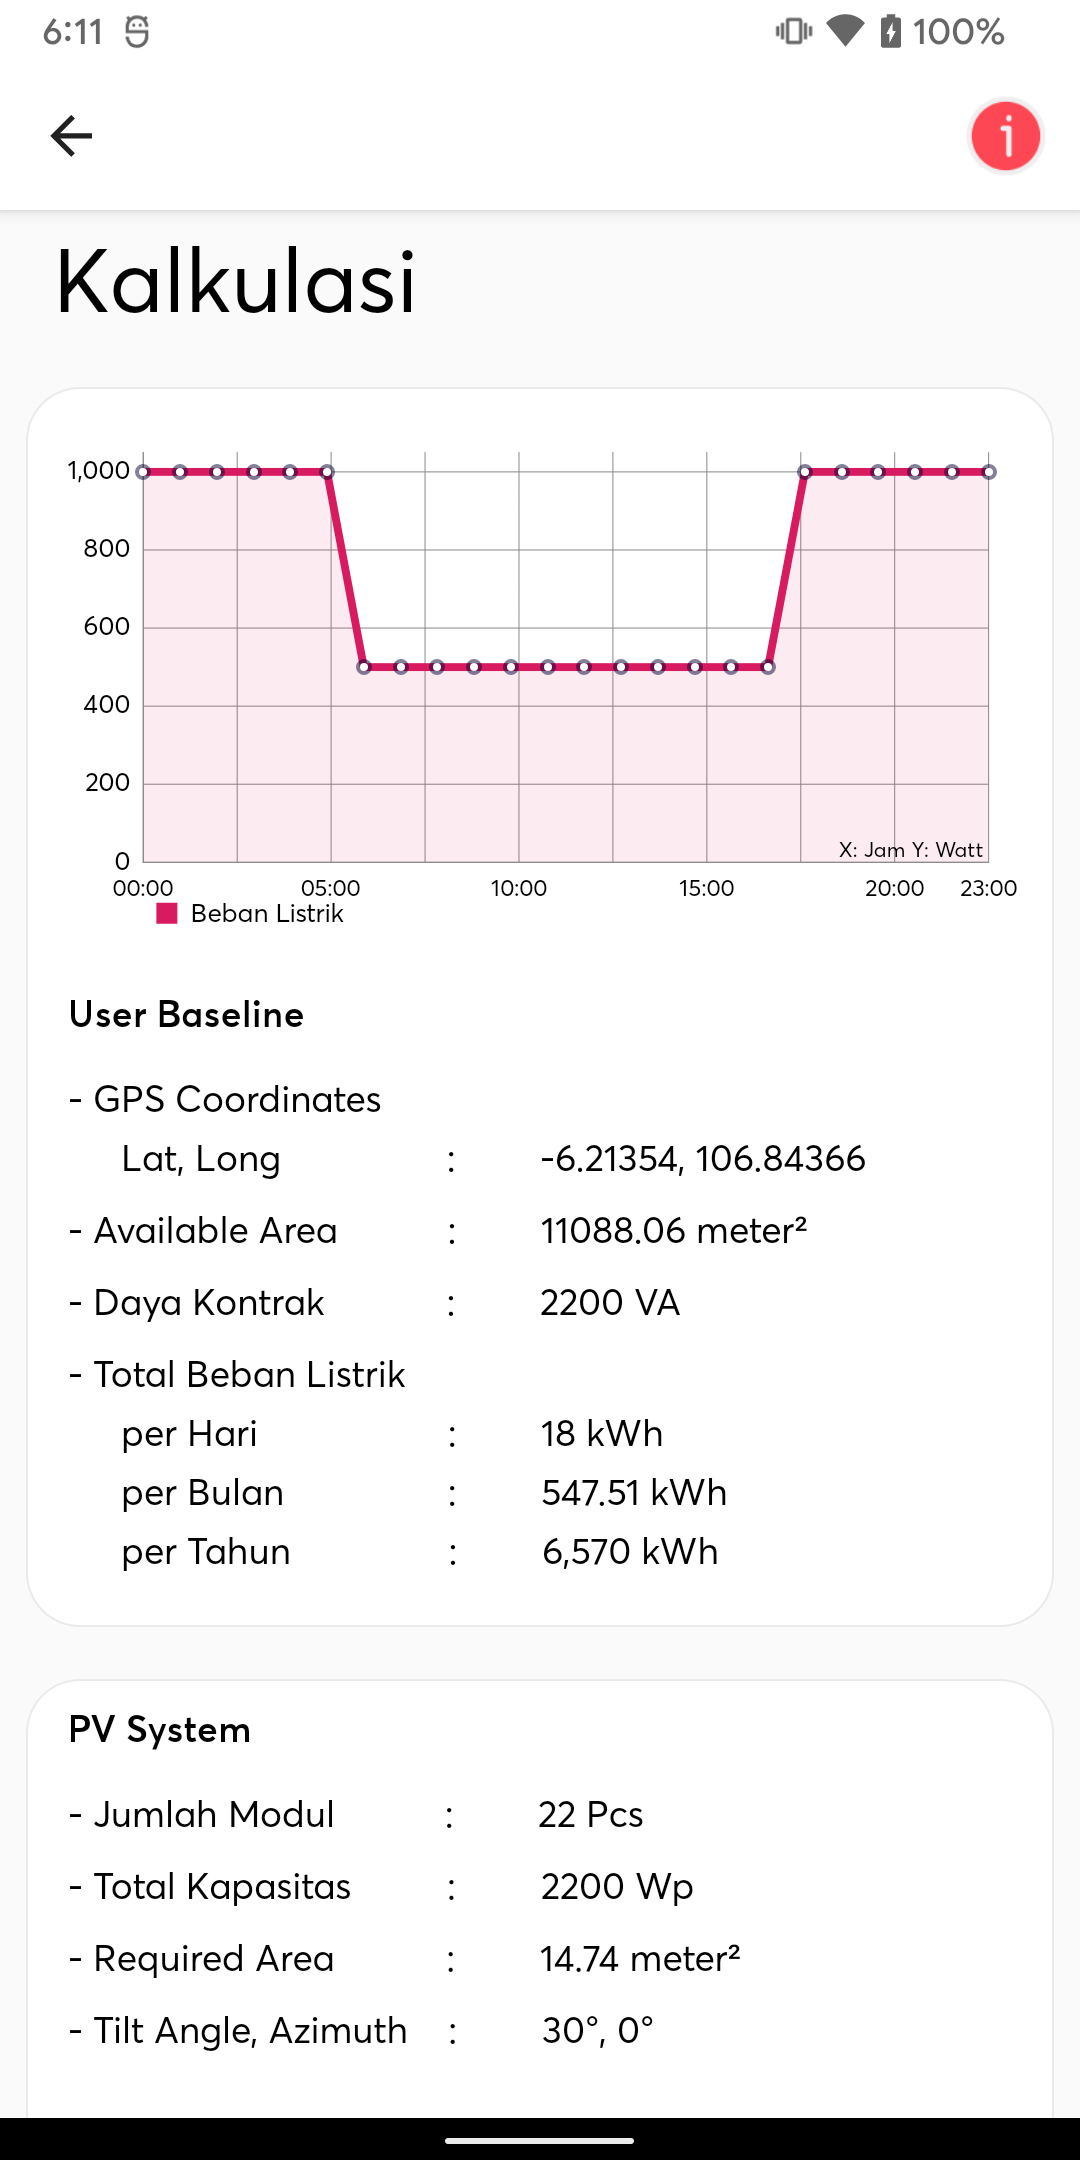 6:11 100%
i
Kalkulasi
1,000
800
600
400
200
0
X: Jam Y: Watt
00:00 05:00 10:00 15:00 20:00 23:00
Beban Listrik
User Baseline
- GPS Coordinates
Lat, Long : -6.21354, 106.84366
- Available Area : 11088.06 meter²
- Daya Kontrak : 2200 VA
- Total Beban Listrik
per Hari : 18 kWh
per Bulan : 547.51 kWh
per Tahun : 6,570 kWh
PV System
- Jumlah Modul : 22 Pcs
- Total Kapasitas : 2200 Wp
- Required Area : 14.74 meter²
- Tilt Angle, Azimuth : 30°, 0°